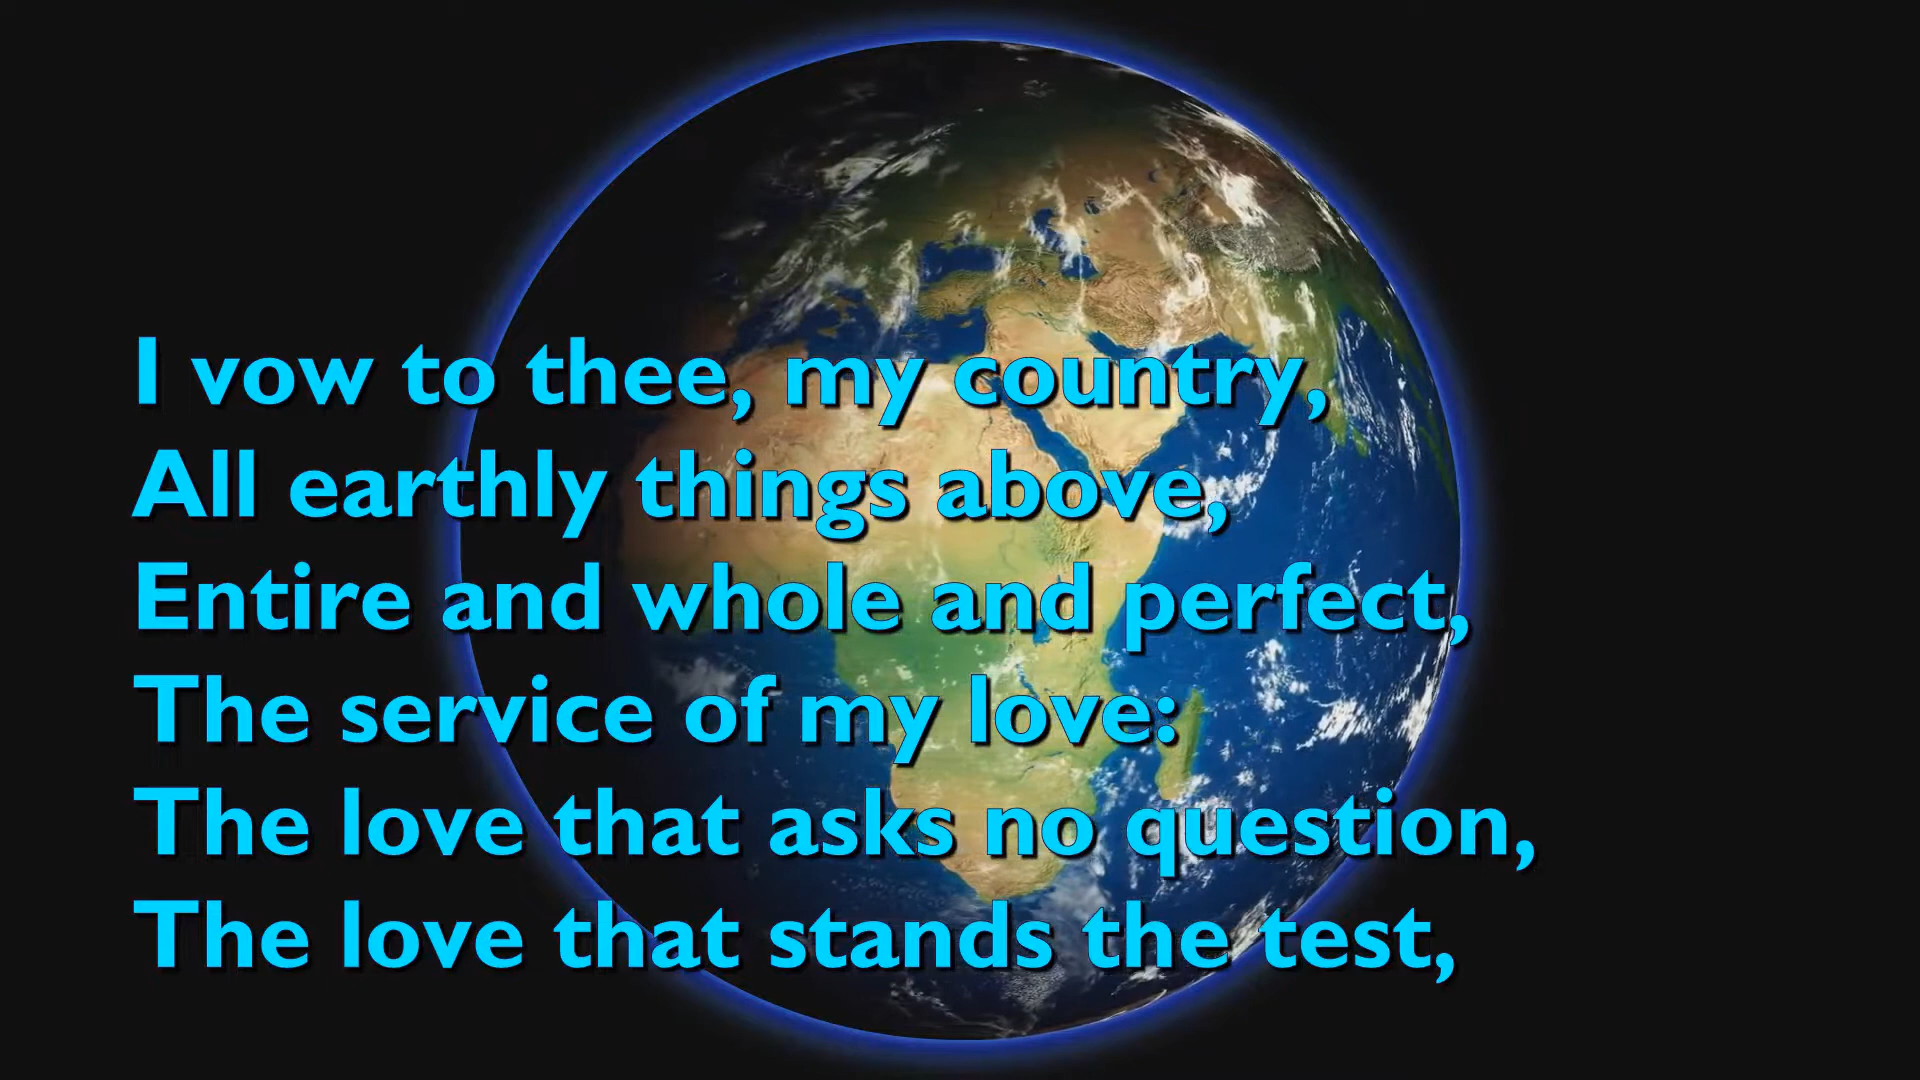 I vow to thee, my country,
All earthly things above,
Entire and whole and perfect,
The service of my love:
The love that asks no question,
The love that stands the test,